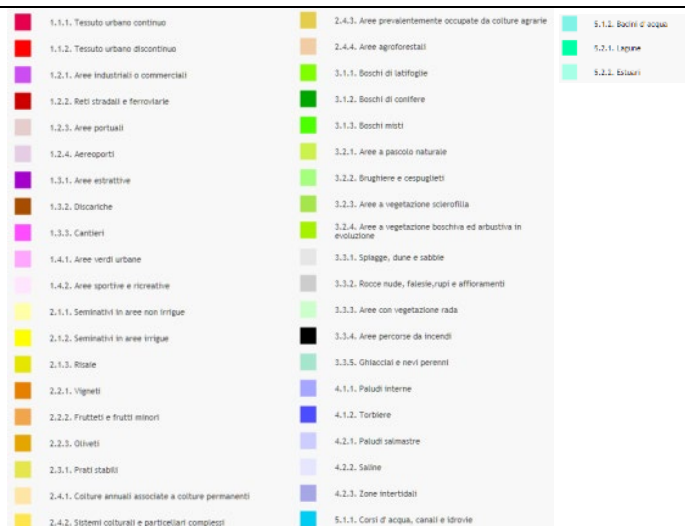 1.1.1. Tessuto urbano continuo
1.1.2. Tessuto urbano discontinuo
1.2.1. Aree industriali o commerciali
1.2.2. Reti stradali e ferroviarie
1.2.3. Aree portuali
1.2.4. Aereoporti
1.3.1. Aree estrattive
1.3.2. Discariche
1.3.3. Cantieri
1.4.1. Aree verdi urbane
1.4.2. Aree sportive e ricreative
2.1.1. Seminativi in aree non irrigue
2.1.2. Seminativi in aree irrigue
2.1.3. Risaie
2.2.1. Vigneti
2.2.2. Frutteti e frutti minori
2.2.3. Oliveti
2.3.1. Prati stabili
2.4.1. Colture annuali associate a colture permanenti
2.4.2. Sistemi colturali e particellari complessi
2.4.3. Aree prevalentemente occupate da colture agrarie
2.4.4. Aree agroforestali
3.1.1. Boschi di latifoglie
3.1.2. Boschi di conifere
3.1.3. Boschi misti
3.2.1. Aree a pascolo naturale
3.2.2. Brughiere e cespuglieti
3.2.3. Aree a vegetazione sclerofilla
3.2.4. Aree a vegetazione boschiva ed arbustiva in
evoluzione
3.3.1. Spiagge, dune e sabbie
3.3.2. Rocce nude, falesie,rupi e affioramenti
3.3.3. Aree con vegetazione rada
3.3.4. Aree percorse da incendi
3.3.5. Ghiacciai e nevi perenni
4.1.1. Paludi interne
4.1.2. Torbiere
4.2.1. Paludi salmastre
4.2.2. Saline
4.2.3. Zone intertidali
5.1.1. Corsi d'acqua, canali e idrovie
5.1.2. Bacini d'acqua
5.2.1. Lagune
5.2.2. Estuari